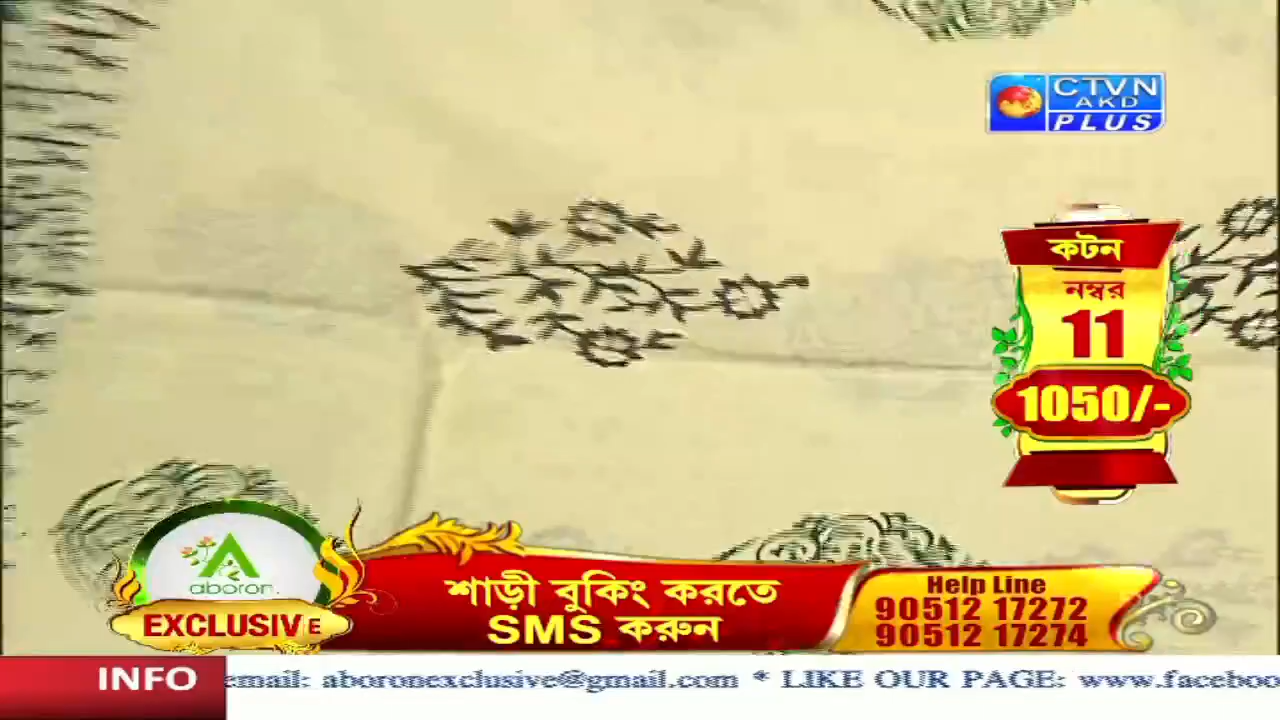 CTVN
AKD
PLUS
কটন
নম্বর
11
1050/-
aboron
EXCLUSIVE
শাড়ী বুকিং করতে
SMS করুন
Help Line
90512 17272
90512 17274
INFO
email: aboronexclusive@gmail.com * LIKE OUR PAGE: www.faceboo